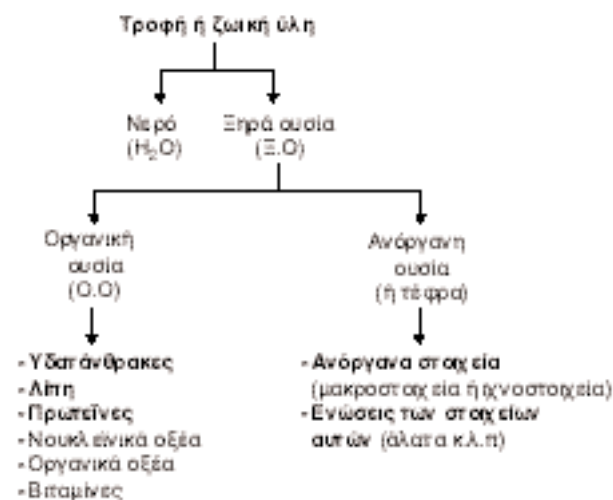 Τροφή ή ζωική ύλη
Νερό
(H₂O)
Ξηρά ουσία
(Ξ.Ο)
Οργανική
ουσία
(Ο.Ο)
Ανόργανη
ουσία
(ή τέφρα)
- Υδατάνθρακες
- Λίπη
- Πρωτεΐνες
- Νουκλεϊνικά οξέα
- Οργανικά οξέα
- Βιταμίνες
- Ανόργανα στοιχεία
(μακροστοιχεία ή ιχνοστοιχεία)
- Ενώσεις των στοιχείων
αυτών (άλατα κ.λ.π)